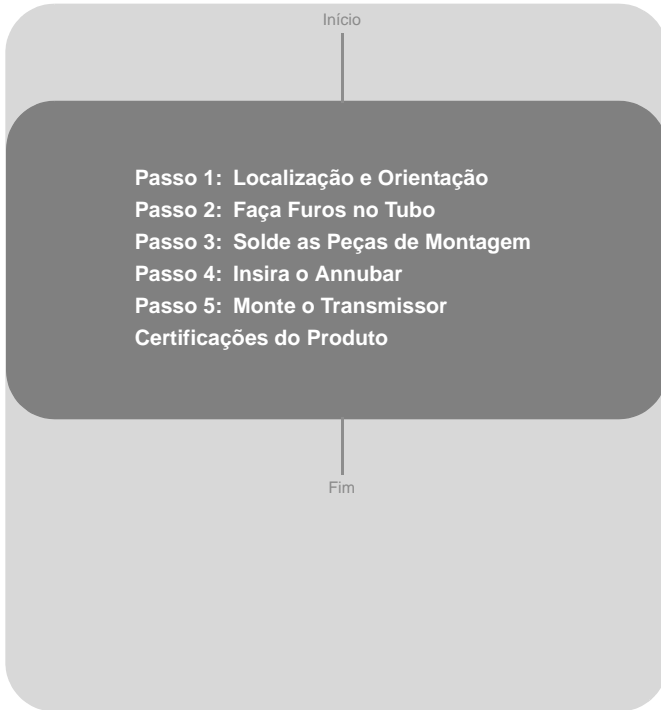 Início
Passo 1: Localização e Orientação
Passo 2: Faça Furos no Tubo
Passo 3: Solde as Peças de Montagem
Passo 4: Insira o Annubar
Passo 5: Monte o Transmissor
Certificações do Produto
Fim